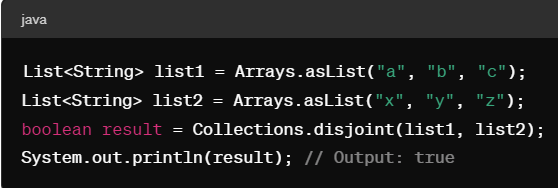 java
List<String> list1 = Arrays.asList("a", "b", "c");
List<String> list2 = Arrays.asList("x", "y", "z");
boolean result = Collections.disjoint(list1, list2);
System.out.println(result); // Output: true